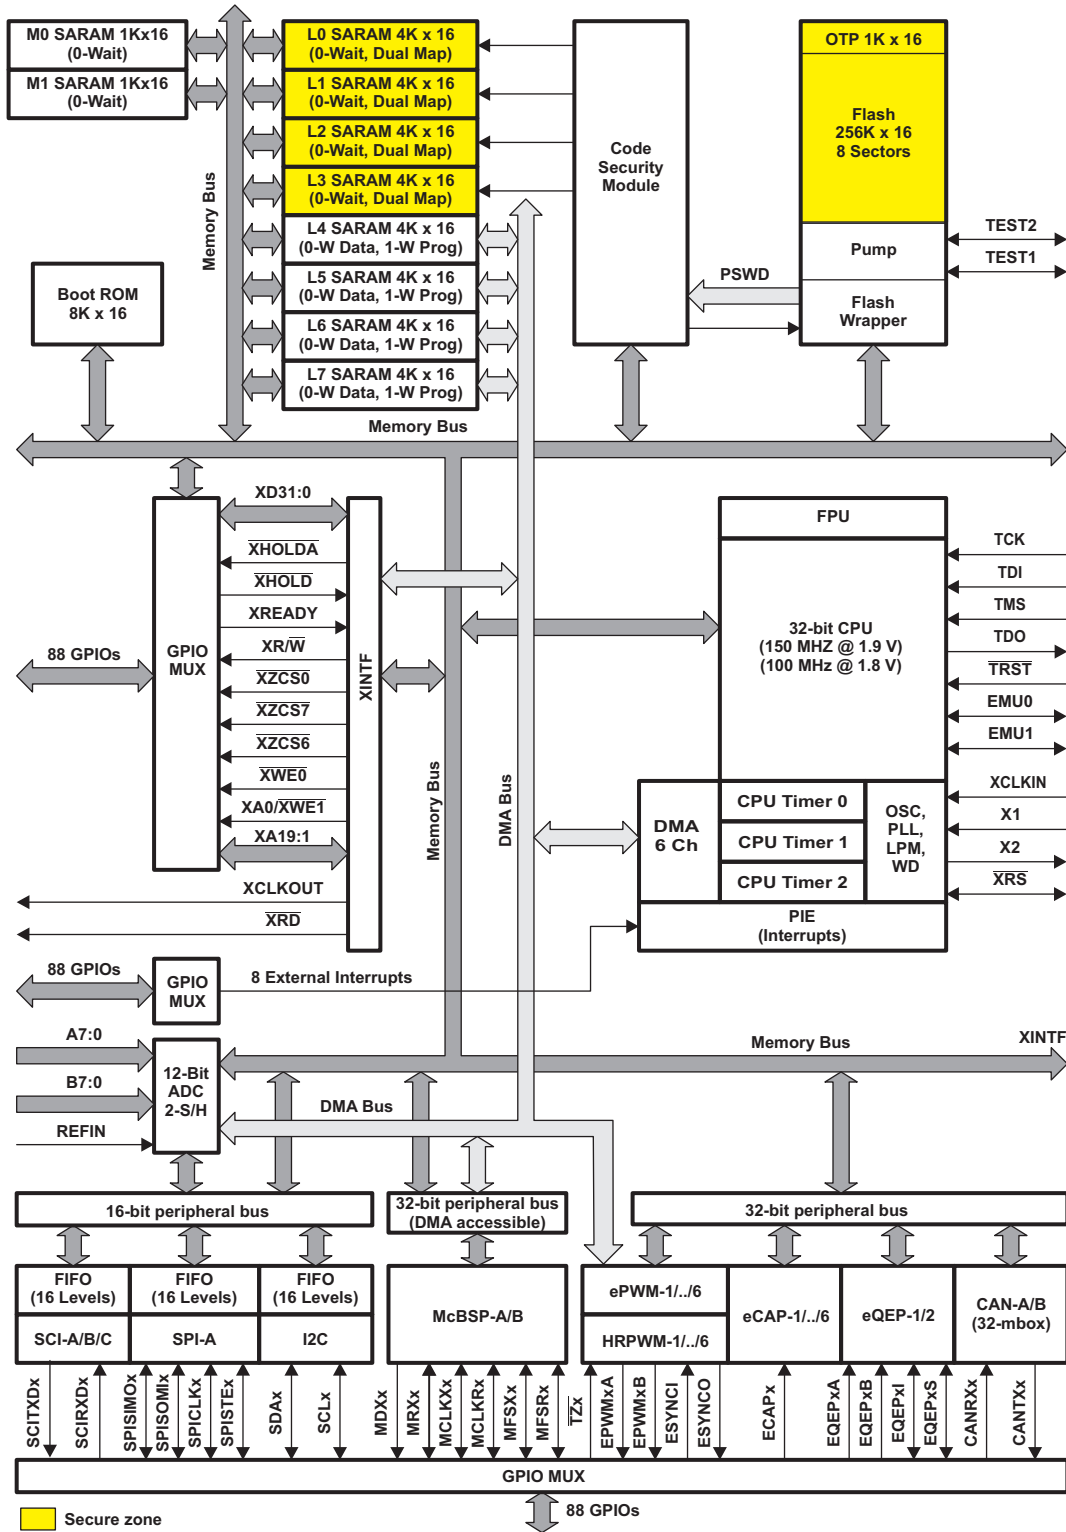 M0 SARAM 1Kx16
(0-Wait)
M1 SARAM 1Kx16
(0-Wait)
L0 SARAM 4K x 16
(0-Wait, Dual Map)
L1 SARAM 4K x 16
(0-Wait, Dual Map)
L2 SARAM 4K x 16
(0-Wait, Dual Map)
L3 SARAM 4K x 16
(0-Wait, Dual Map)
L4 SARAM 4K x 16
(0-W Data, 1-W Prog)
L5 SARAM 4K x 16
(0-W Data, 1-W Prog)
L6 SARAM 4K x 16
(0-W Data, 1-W Prog)
L7 SARAM 4K x 16
(0-W Data, 1-W Prog)
Memory Bus
Boot ROM
8K x 16
Code
Security
Module
OTP 1K x 16
Flash
256K x 16
8 Sectors
Pump
Flash
Wrapper
TEST2
TEST1
PSWD
Memory Bus
XD31:0
XHOLDA
XHOLD
XREADY
XR/W
XZCS0
XZCS7
XZCS6
XWE0
XA0/XWE1
XA19:1
XCLKOUT
XRD
GPIO
MUX
88 GPIOs
XINTF
Memory Bus
DMA Bus
FPU
32-bit CPU
(150 MHZ @ 1.9 V)
(100 MHz @ 1.8 V)
TCK
TDI
TMS
TDO
TRST
EMU0
EMU1
XCLKIN
X1
X2
XRS
DMA
6 Ch
CPU Timer 0
CPU Timer 1
CPU Timer 2
OSC,
PLL,
LPM,
WD
PIE
(Interrupts)
88 GPIOs
GPIO
MUX
8 External Interrupts
A7:0
B7:0
REFIN
12-Bit
ADC
2-S/H
Memory Bus
XINTF
DMA Bus
16-bit peripheral bus
32-bit peripheral bus
(DMA accessible)
32-bit peripheral bus
FIFO
(16 Levels)
SCI-A/B/C
FIFO
(16 Levels)
SPI-A
FIFO
(16 Levels)
I2C
McBSP-A/B
ePWM-1/../6
HRPWM-1/../6
eCAP-1/../6
eQEP-1/2
CAN-A/B
(32-mbox)
SCITXDx
SCIRXDx
SPISIMOx
SPISOMIx
SPICLKx
SPISTEx
SDAx
SCLx
MDXx
MRXx
MCLKXx
MCLKRx
MFSXx
MFSRx
TZx
EPWMxA
EPWMxB
ESYNCI
ESYNCO
ECAPx
EQEPxA
EQEPxB
EQEPxI
EQEPxS
CANRXx
CANTXx
GPIO MUX
88 GPIOs
Secure zone